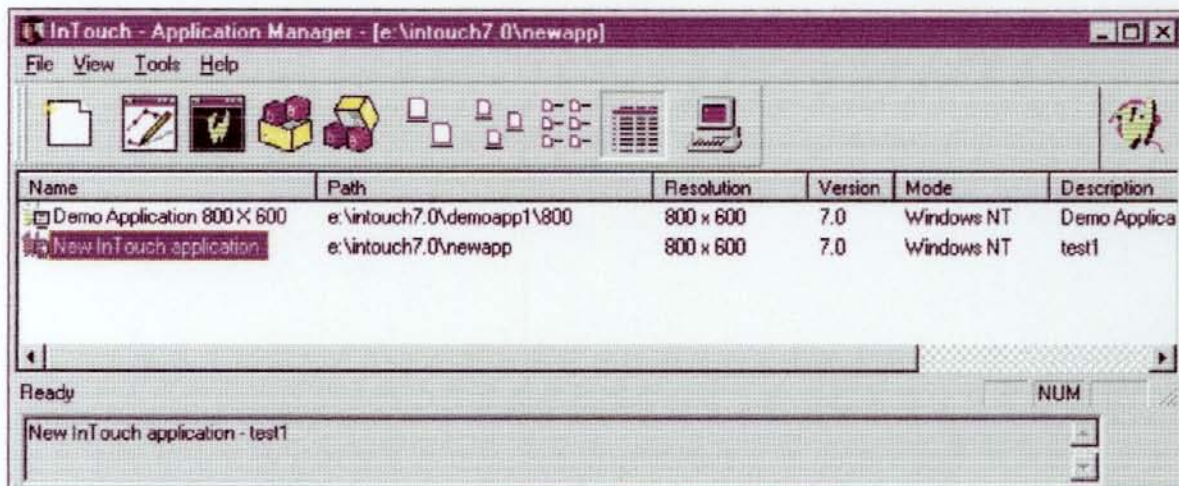 InTouch - Application Manager - [e:\intouch7.0\newapp]
File View Tools Help
Name Path Resolution Version Mode Description
Demo Application 800 X 600 e:\intouch7.0\demoapp1\800 800 x 600 7.0 Windows NT Demo Applica
New InTouch application e:\intouch7.0\newapp 800 x 600 7.0 Windows NT test1
Ready NUM
New InTouch application - test1